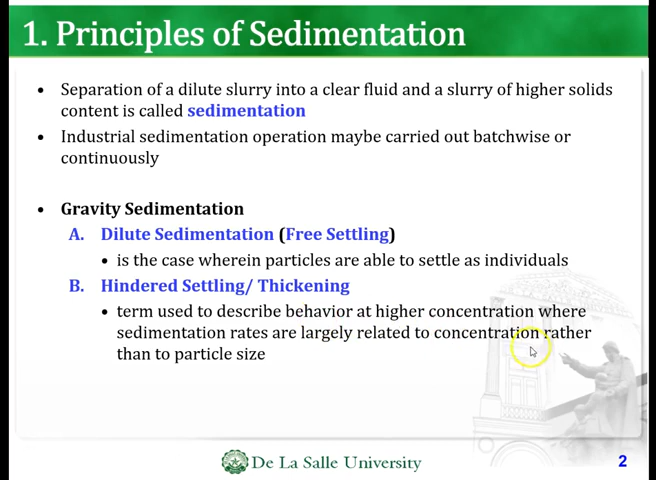 1. Principles of Sedimentation
• Separation of a dilute slurry into a clear fluid and a slurry of higher solids
content is called sedimentation
• Industrial sedimentation operation maybe carried out batchwise or
continuously
• Gravity Sedimentation
A. Dilute Sedimentation (Free Settling)
• is the case wherein particles are able to settle as individuals
B. Hindered Settling/ Thickening
• term used to describe behavior at higher concentration where
sedimentation rates are largely related to concentration rather
than to particle size
De La Salle University
2